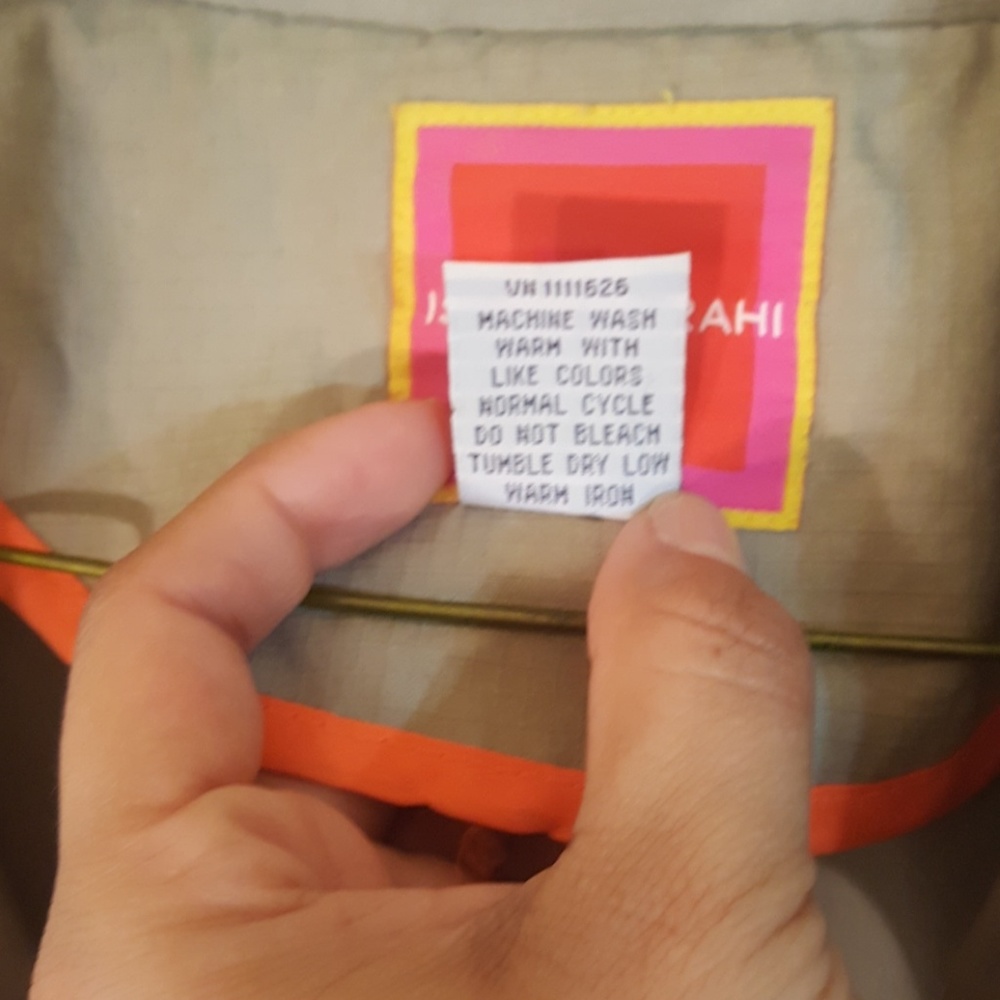 VN 1111626
MACHINE WASH
WARM WITH
LIKE COLORS
NORMAL CYCLE
DO NOT BLEACH
TUMBLE DRY LOW
WARM IRON